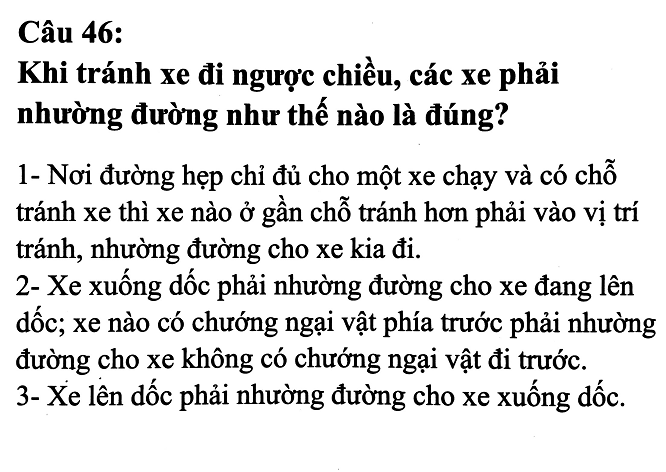 Câu 46:
Khi tránh xe đi ngược chiều, các xe phải
nhường đường như thế nào là đúng?
1- Nơi đường hẹp chỉ đủ cho một xe chạy và có chỗ
tránh xe thì xe nào ở gần chỗ tránh hơn phải vào vị trí
tránh, nhường đường cho xe kia đi.
2- Xe xuống dốc phải nhường đường cho xe đang lên
dốc; xe nào có chướng ngại vật phía trước phải nhường
đường cho xe không có chướng ngại vật đi trước.
3- Xe lên dốc phải nhường đường cho xe xuống dốc.